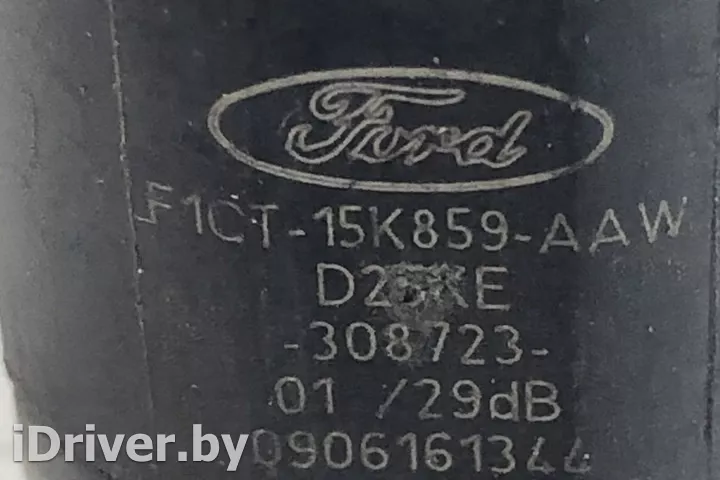 Ford
F1CT-15K859-AAW
-308723-
01 /29dB
0906161344
iDriver.by